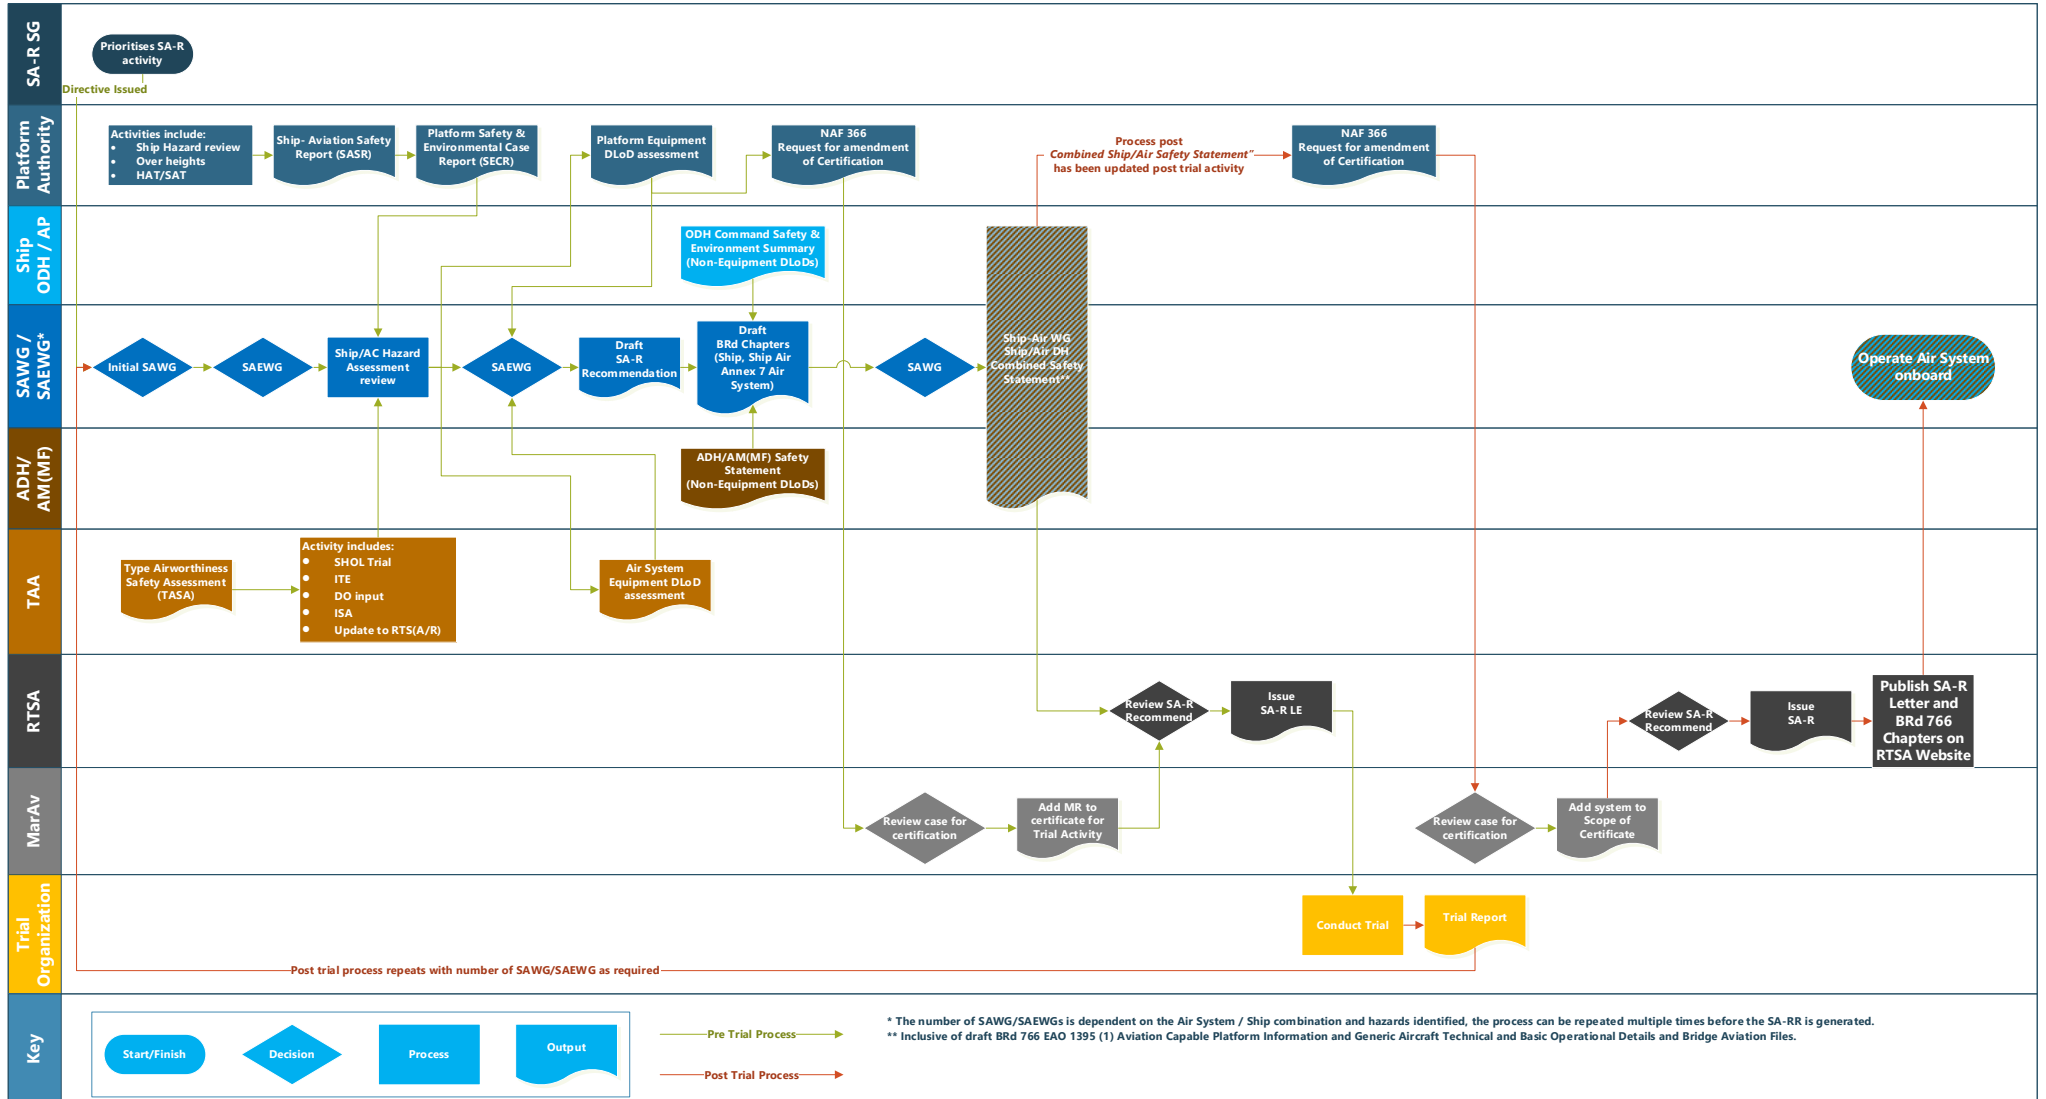 SA-R SG
Prioritises SA-R
activity
Directive Issued
Platform
Authority
Activities include:
• Ship Hazard review
• Over heights
• HAT/SAT
Ship- Aviation Safety
Report (SASR)
Platform Safety &
Environmental Case
Report (SECR)
Platform Equipment
DLoD assessment
NAF 366
Request for amendment
of Certification
Process post
Combined Ship/Air Safety Statement"
has been updated post trial activity
NAF 366
Request for amendment
of Certification
Ship
ODH / AP
ODH Command Safety &
Environment Summary
(Non-Equipment DLoDs)
SAWG /
SAEWG*
Initial SAWG
SAEWG
Ship/AC Hazard
Assessment
review
SAEWG
Draft
SA-R
Recommendation
Draft
BRd Chapters
(Ship, Ship Air
Annex 7 Air
System)
SAWG
Ship-Air WG
Ship/Air DH
Combined Safety
Statement**
Operate Air System
onboard
ADH/
AM(MF)
ADH/AM(MF) Safety
Statement
(Non-Equipment DLoDs)
TAA
Type Airworthiness
Safety Assessment
(TASA)
Activity includes:
● SHOL Trial
● ITE
● DO input
● ISA
● Update to RTS(A/R)
Air System
Equipment DLoD
assessment
RTSA
Review SA-R
Recommend
Issue
SA-R LE
Review SA-R
Recommend
Issue
SA-R
Publish SA-R
Letter and
BRd 766
Chapters on
RTSA Website
MarAv
Review case for
certification
Add MR to
certificate for
Trial Activity
Review case for
certification
Add system to
Scope of
Certificate
Trial
Organization
Conduct Trial
Trial Report
Post trial process repeats with number of SAWG/SAEWG as required
Key
Start/Finish
Decision
Process
Output
Pre Trial Process
Post Trial Process
* The number of SAWG/SAEWGs is dependent on the Air System / Ship combination and hazards identified, the process can be repeated multiple times before the SA-RR is generated.
** Inclusive of draft BRd 766 EAO 1395 (1) Aviation Capable Platform Information and Generic Aircraft Technical and Basic Operational Details and Bridge Aviation Files.